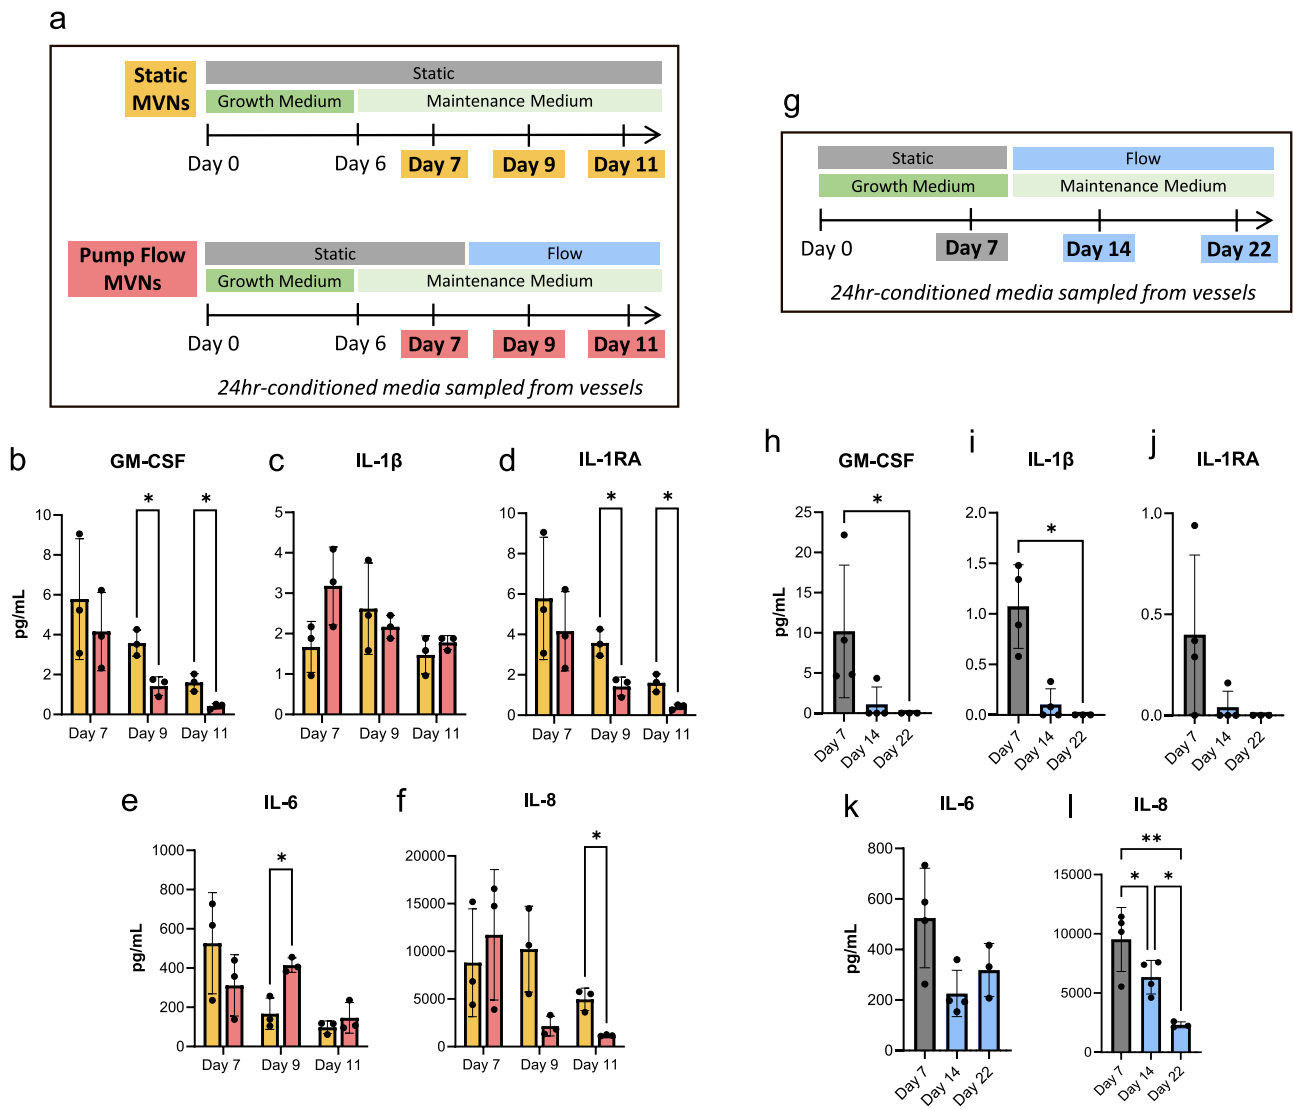 a
Static
MVNs
Static
Growth Medium Maintenance Medium
Day 0 Day 6 Day 7 Day 9 Day 11
Pump Flow
MVNs
Static Flow
Growth Medium Maintenance Medium
Day 0 Day 6 Day 7 Day 9 Day 11
24hr-conditioned media sampled from vessels
g
Static Flow
Growth Medium Maintenance Medium
Day 0 Day 7 Day 14 Day 22
24hr-conditioned media sampled from vessels
b
GM-CSF
pg/mL
10
8
6
4
2
0
* *
Day 7 Day 9 Day 11
c
IL-1β
5
4
3
2
1
0
Day 7 Day 9 Day 11
d
IL-1RA
10
8
6
4
2
0
* *
Day 7 Day 9 Day 11
e
IL-6
pg/mL
1000
800
600
400
200
0
*
Day 7 Day 9 Day 11
f
IL-8
20000
15000
10000
5000
0
*
Day 7 Day 9 Day 11
h
GM-CSF
pg/mL
25
20
15
10
5
0
*
Day 7 Day 14 Day 22
i
IL-1β
2.0
1.5
1.0
0.5
0.0
*
Day 7 Day 14 Day 22
j
IL-1RA
1.0
0.5
0.0
Day 7 Day 14 Day 22
k
IL-6
pg/mL
800
600
400
200
0
Day 7 Day 14 Day 22
l
IL-8
15000
10000
5000
0
**
* *
Day 7 Day 14 Day 22